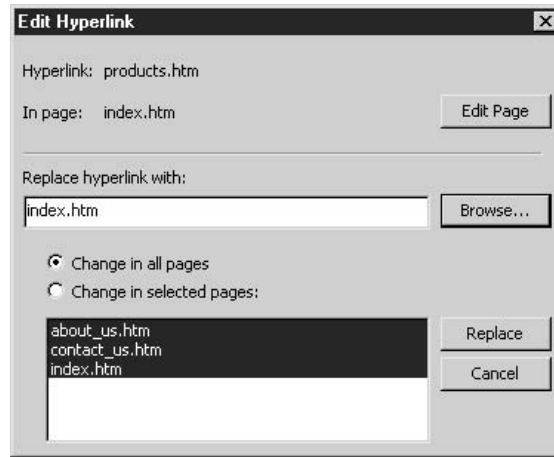 Edit Hyperlink
Hyperlink: products.htm
In page: index.htm
Edit Page
Replace hyperlink with:
index.htm
Browse...
Change in all pages
Change in selected pages:
about_us.htm
contact_us.htm
index.htm
Replace
Cancel